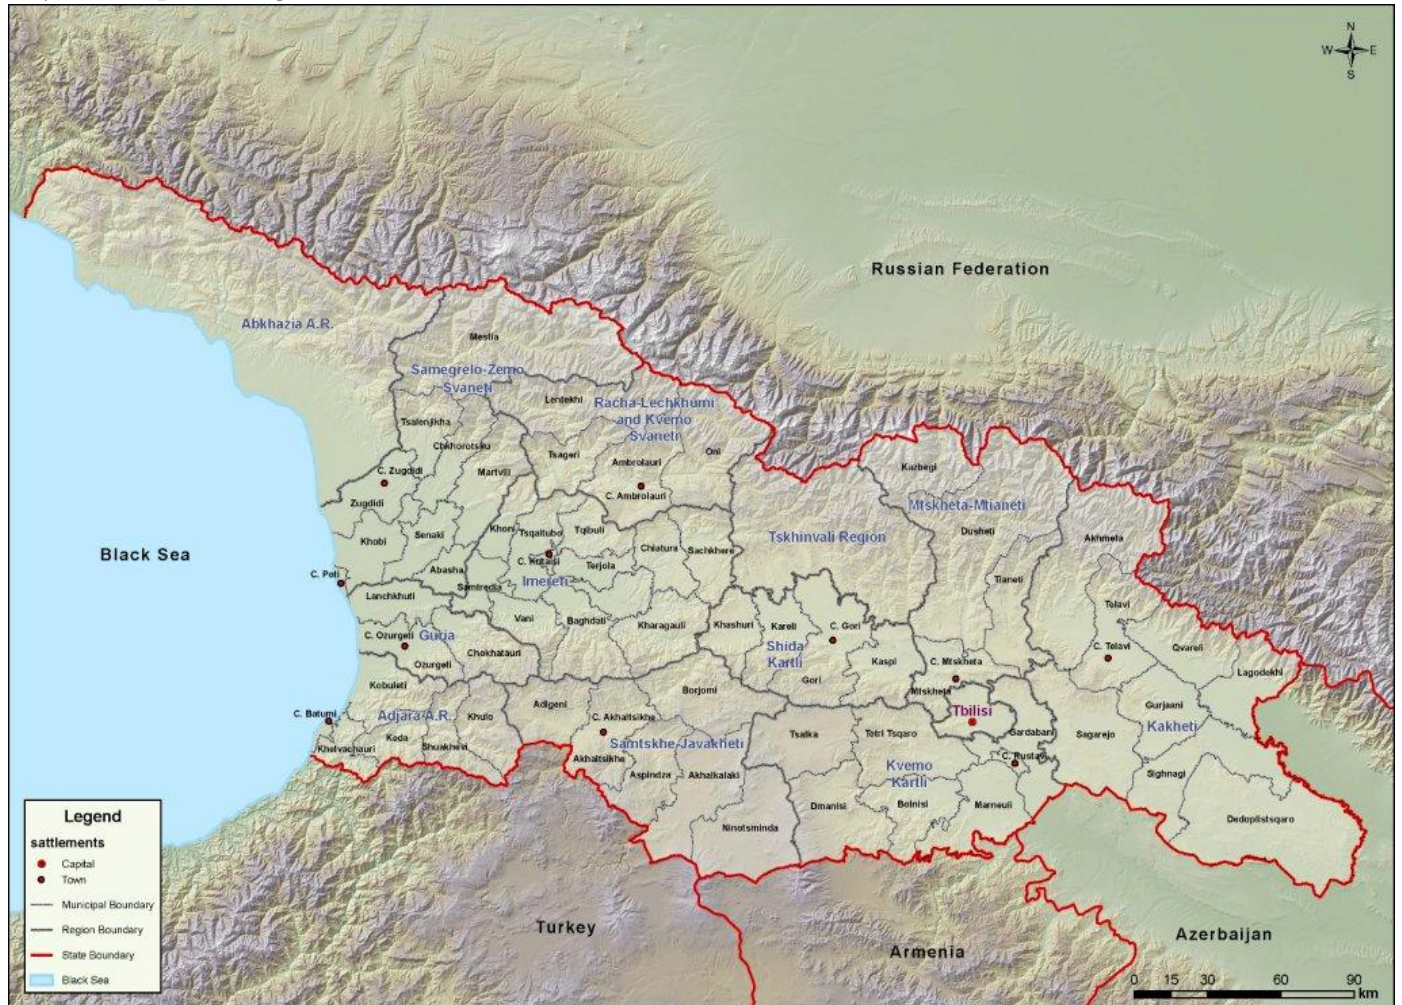 N
W E
S
Russian Federation
Abkhazia A.R.
Mestia
Samegrelo-Zemo
Svaneti
Lentekhi
Racha-Lechkhumi
and Kvemo
Svaneti
Tsalenjikha
Chkhorotsku
Martvili
Tsageri
Ambrolauri
Oni
C. Ambrolauri
C. Zugdidi
Zugdidi
Khobi
Senaki
Abasha
C. Poti
Black Sea
Khoni
Tsqaltubo
Tqibuli
C. Kutaisi
Imereti
Terjola
Chiatura
Sachkhere
Samtredia
Vani
Baghdati
Kharagauli
Lanchkhuti
C. Ozurgeti
Guria
Ozurgeti
Chokhatauri
Kobuleti
C. Batumi
Adjara A.R.
Khelvachauri
Keda
Shuakhevi
Khulo
Tskhinvali Region
Kazbegi
Mtskheta-Mtianeti
Dusheti
Tianeti
Akhmeta
Telavi
C. Telavi
Qvareli
Lagodekhi
Gurjaani
Kakheti
Sagarejo
Sighnagi
Dedoplistsqaro
Khashuri
Kareli
C. Gori
Shida
Kartli
Gori
Kaspi
C. Mtskheta
Mtskheta
Tbilisi
Gardabani
C. Rustavi
Borjomi
Adigeni
C. Akhaltsikhe
Samtskhe-Javakheti
Akhaltsikhe
Aspindza
Akhalkalaki
Ninotsminda
Tsalka
Tetri Tsqaro
Kvemo
Kartli
Dmanisi
Bolnisi
Marneuli
Turkey
Armenia
Azerbaijan
Legend
sattlements
Capital
Town
Municipal Boundary
Region Boundary
State Boundary
Black Sea
0 15 30 60 90
km